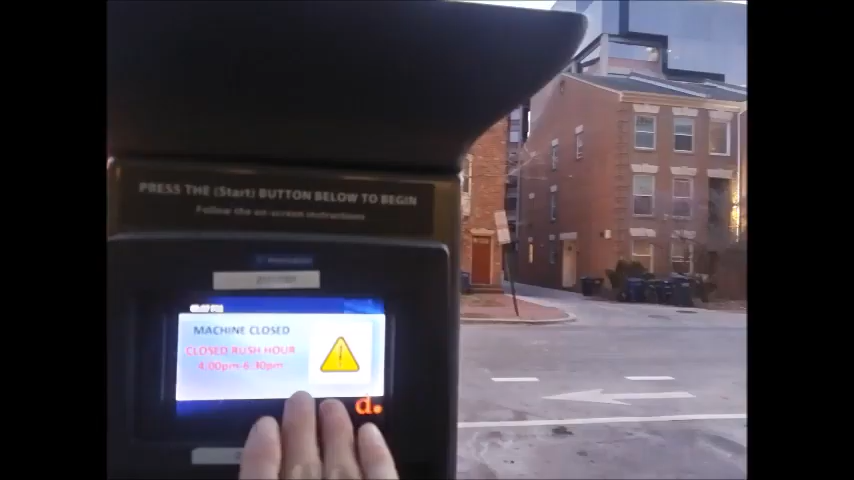 PRESS THE (Start) BUTTON BELOW TO BEGIN
Follow the on-screen instructions
MACHINE CLOSED
CLOSED RUSH HOUR
4.00pm-6.30pm
d.